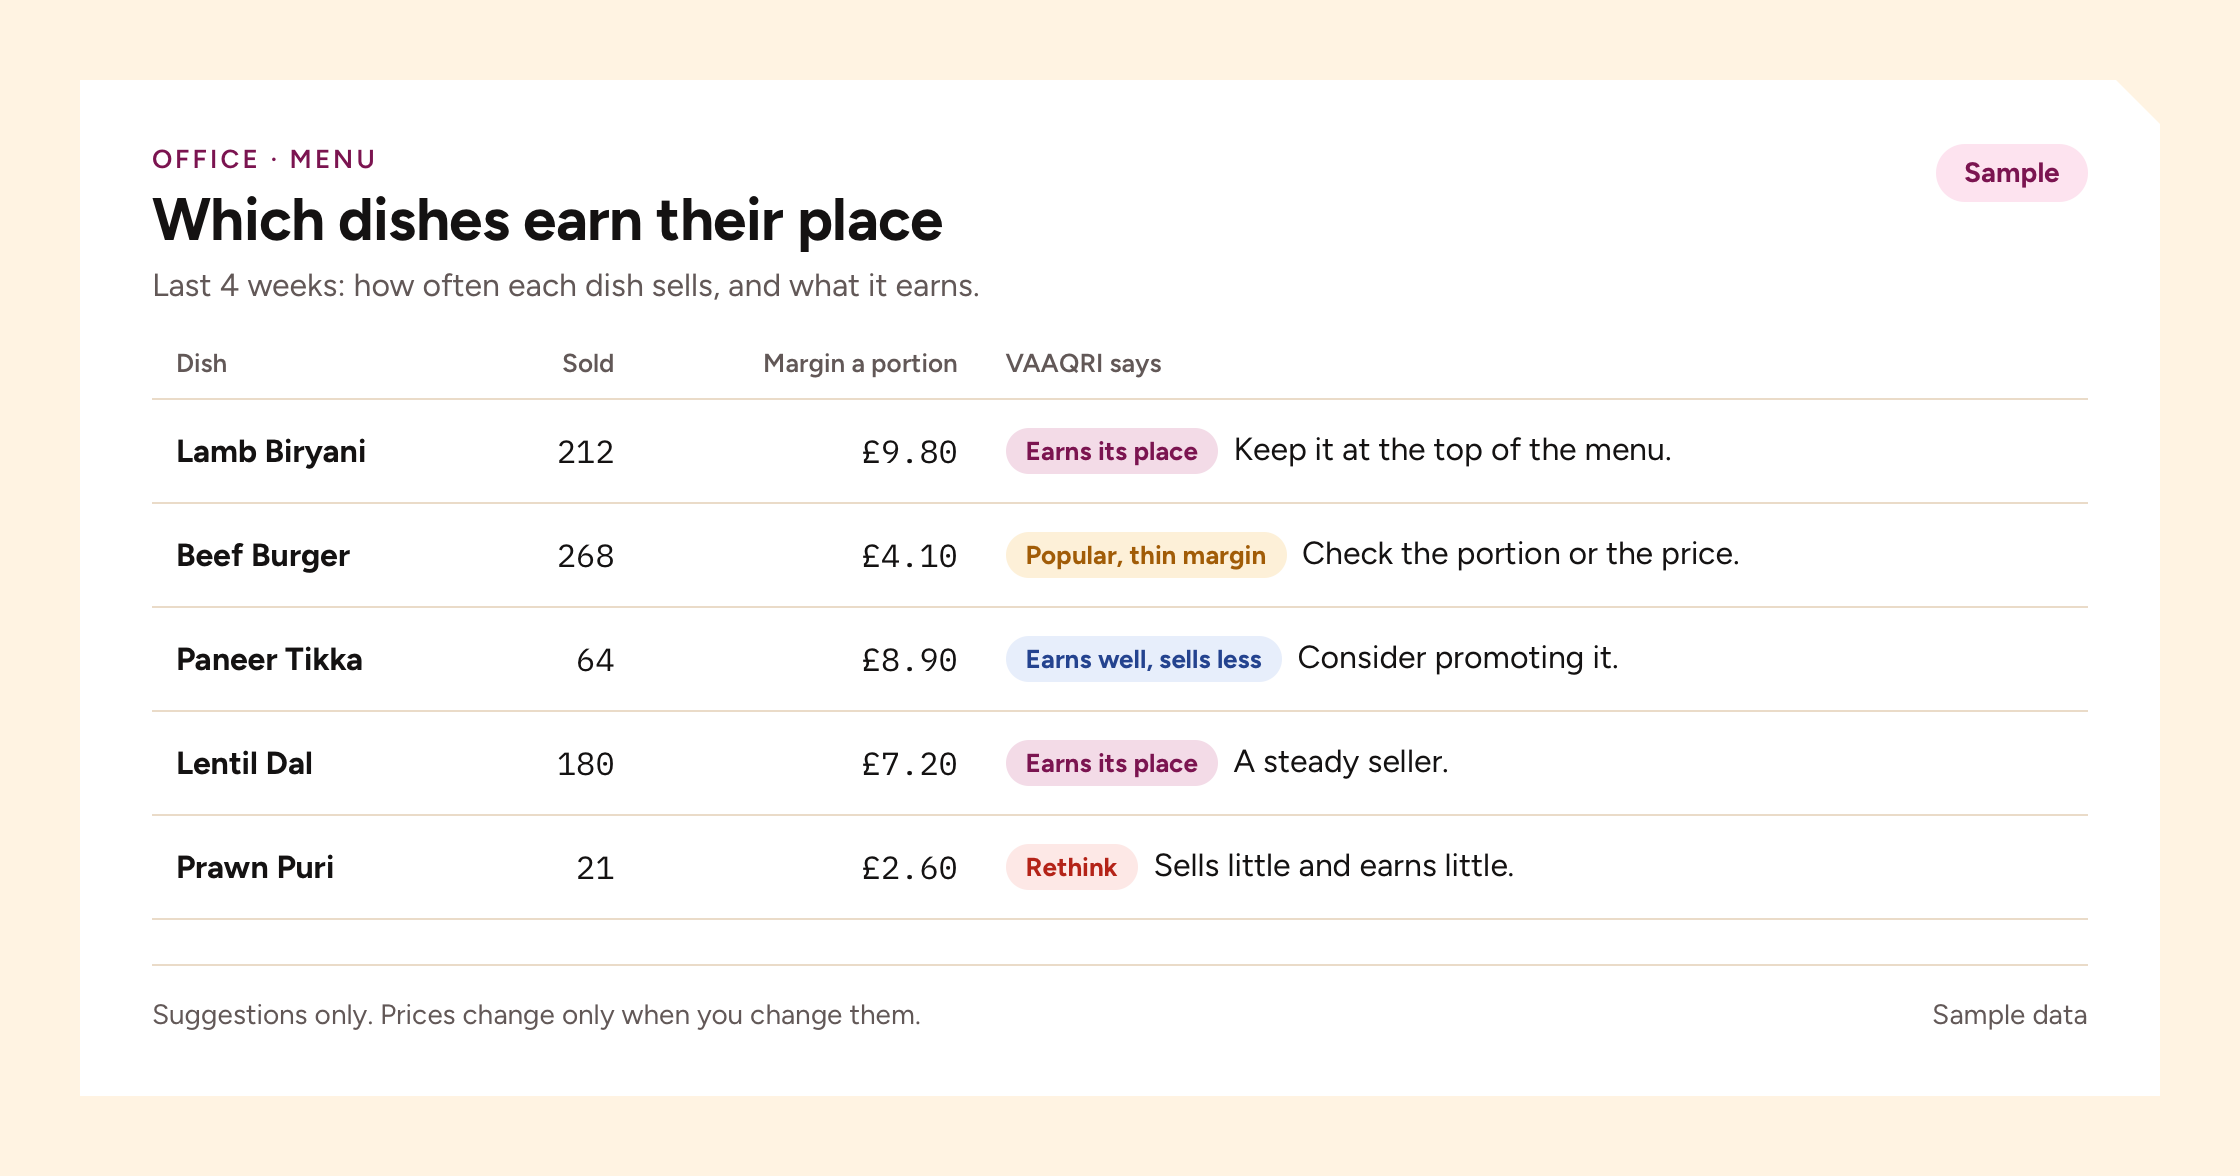 OFFICE · MENU
Sample
Which dishes earn their place
Last 4 weeks: how often each dish sells, and what it earns.
Dish Sold Margin a portion VAAQRI says
Lamb Biryani 212 £9.80 Earns its place Keep it at the top of the menu.
Beef Burger 268 £4.10 Popular, thin margin Check the portion or the price.
Paneer Tikka 64 £8.90 Earns well, sells less Consider promoting it.
Lentil Dal 180 £7.20 Earns its place A steady seller.
Prawn Puri 21 £2.60 Rethink Sells little and earns little.
Suggestions only. Prices change only when you change them. Sample data